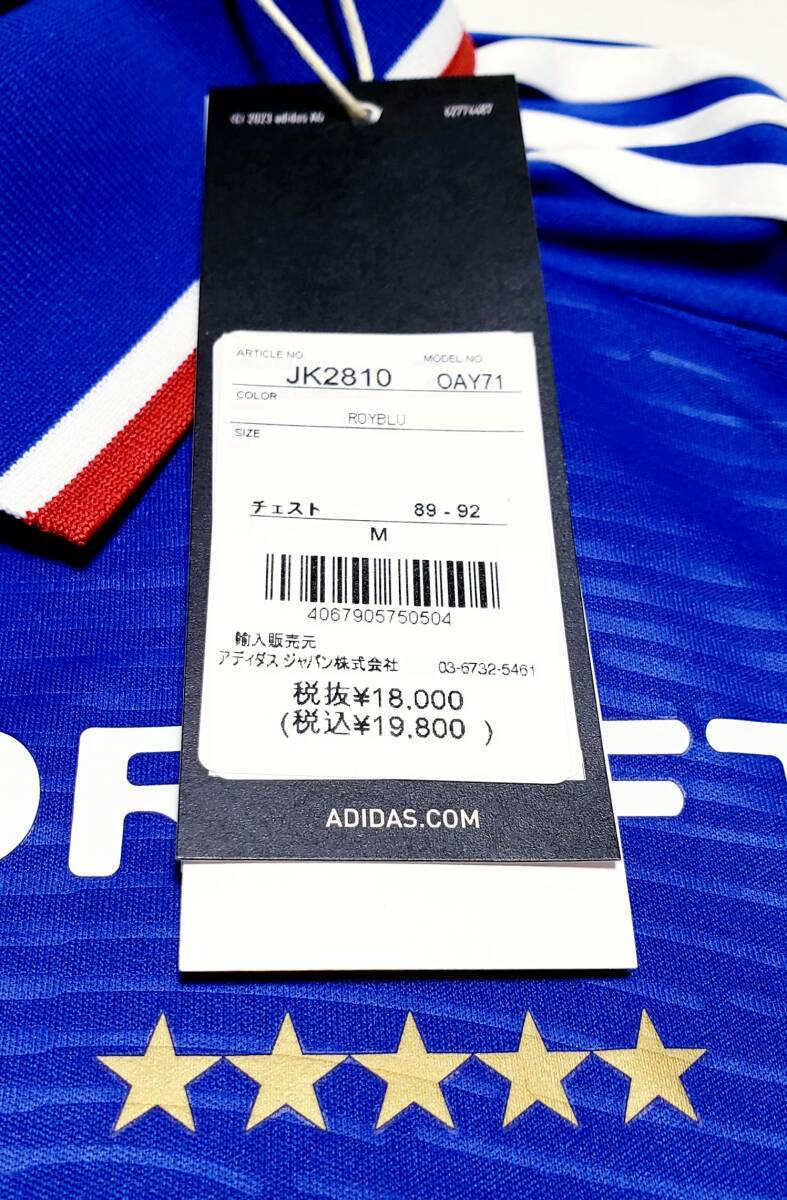 © 2023 adidas AG
62774487
ARTICLE NO.
MODEL NO
JK2810
OAY71
COLOR
ROYBLU
SIZE
チェスト 89 - 92
M
4067905750504
輸入販売元
アディダス ジャパン株式会社 03-6732-5461
税抜¥18,000
(税込¥19,800 )
ADIDAS.COM